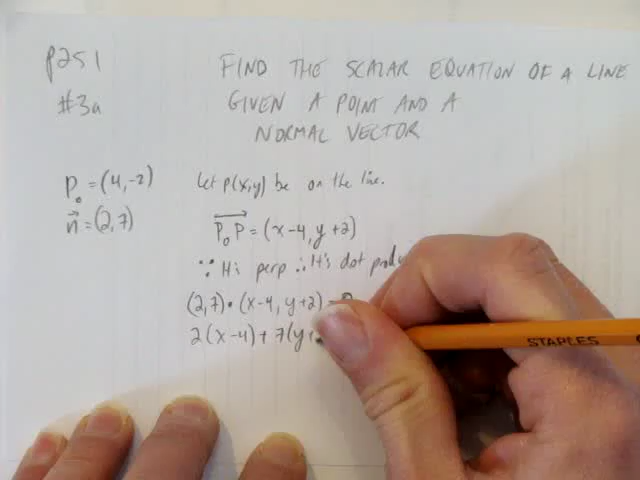 p251
#3a
FIND THE SCALAR EQUATION OF A LINE
GIVEN A POINT AND A
NORMAL VECTOR
P₀ = (4,-2)
n⃗ = (2,7)
Let P(x,y) be on the line.
P₀P = (x-4, y+2)
∵ it's perp ∴ it's dot
(2,7)•(x-4, y+2) =
2(x-4) + 7(y+
STAPLES